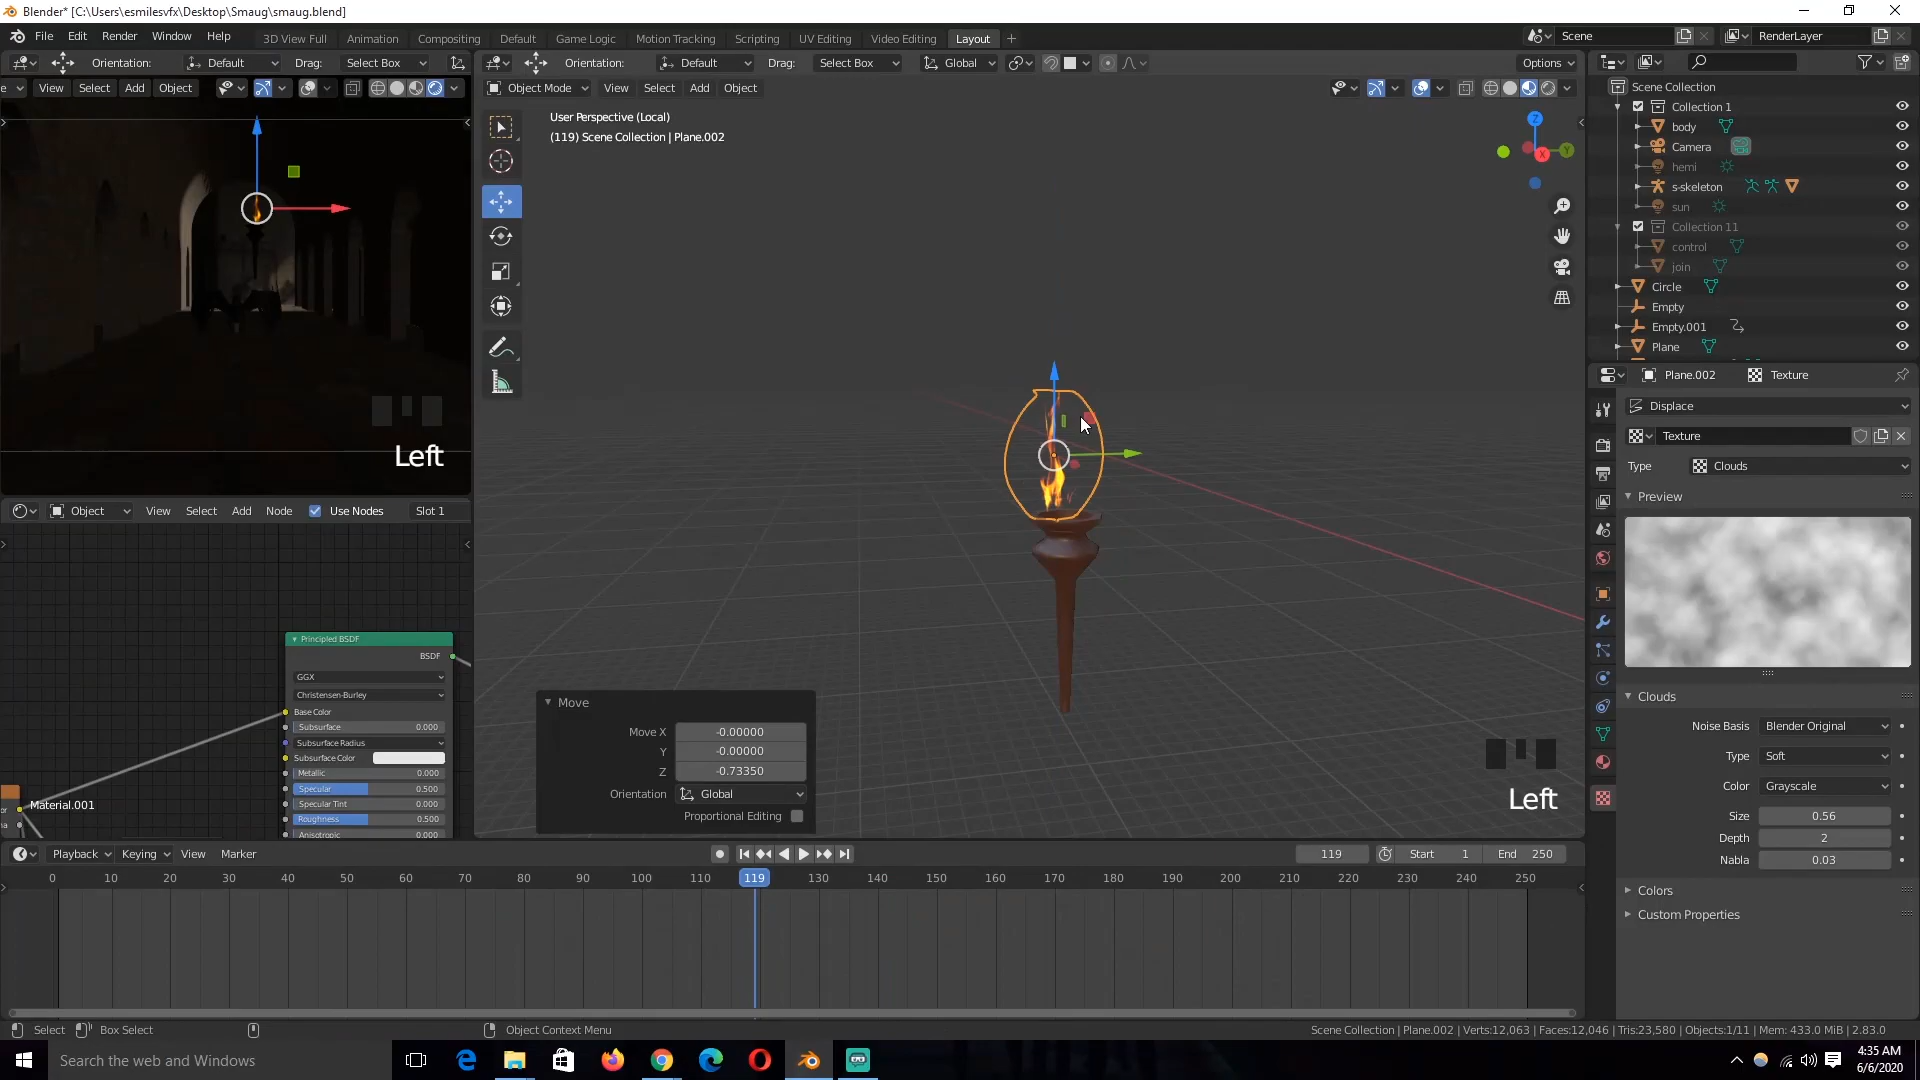 Blender* [C:\Users\esmilesvfx\Desktop\Smaug\smaug.blend]
File Edit Render Window Help 3D View Full Animation Compositing Default Game Logic Motion Tracking Scripting UV Editing Video Editing Layout Scene RenderLayer
Orientation: Default Drag: Select Box Orientation: Default Drag: Select Box Global Options
View Select Add Object Object Mode View Select Add Object
Scene Collection
Collection 1
body
Camera
hemi
s-skeleton
sun
Collection 11
control
join
Circle
Empty
Empty.001
Plane
User Perspective (Local)
(119) Scene Collection | Plane.002
Left
Object View Select Add Node Use Nodes Slot 1
Principled BSDF
BSDF
GGX
Christensen-Burley
Base Color
Subsurface 0.000
Subsurface Radius
Subsurface Color
Metallic 0.000
Specular 0.500
Specular Tint 0.000
Roughness 0.500
Anisotropic 0.000
Material.001
Move
Move X -0.00000
Y -0.00000
Z -0.73350
Orientation Global
Proportional Editing
Left
Plane.002 Texture
Displace
Texture
Type Clouds
Preview
Clouds
Noise Basis Blender Original
Type Soft
Color Grayscale
Size 0.56
Depth 2
Nabla 0.03
Colors
Custom Properties
Playback Keying View Marker 119 Start 1 End 250
0 10 20 30 40 50 60 70 80 90 100 110 119 130 140 150 160 170 180 190 200 210 220 230 240 250
Select Box Select Object Context Menu Scene Collection | Plane.002 | Verts:12,063 | Faces:12,046 | Tris:23,580 | Objects:1/11 | Mem: 433.0 MiB | 2.83.0
Search the web and Windows
4:35 AM
6/6/2020